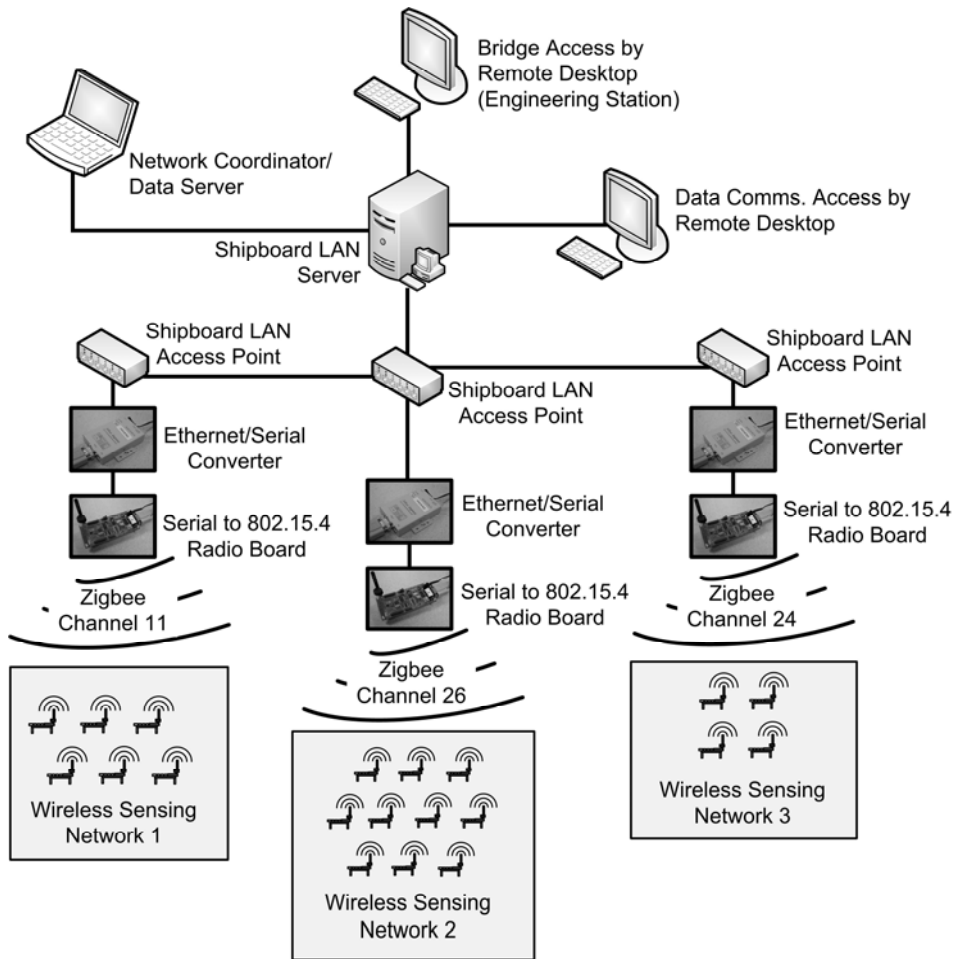 Bridge Access by
Remote Desktop
(Engineering Station)
Network Coordinator/
Data Server
Data Comms. Access by
Remote Desktop
Shipboard LAN
Server
Shipboard LAN
Access Point
Shipboard LAN
Access Point
Shipboard LAN
Access Point
Ethernet/Serial
Converter
Ethernet/Serial
Converter
Ethernet/Serial
Converter
Serial to 802.15.4
Radio Board
Serial to 802.15.4
Radio Board
Serial to 802.15.4
Radio Board
Zigbee
Channel 11
Zigbee
Channel 26
Zigbee
Channel 24
Wireless Sensing
Network 1
Wireless Sensing
Network 2
Wireless Sensing
Network 3